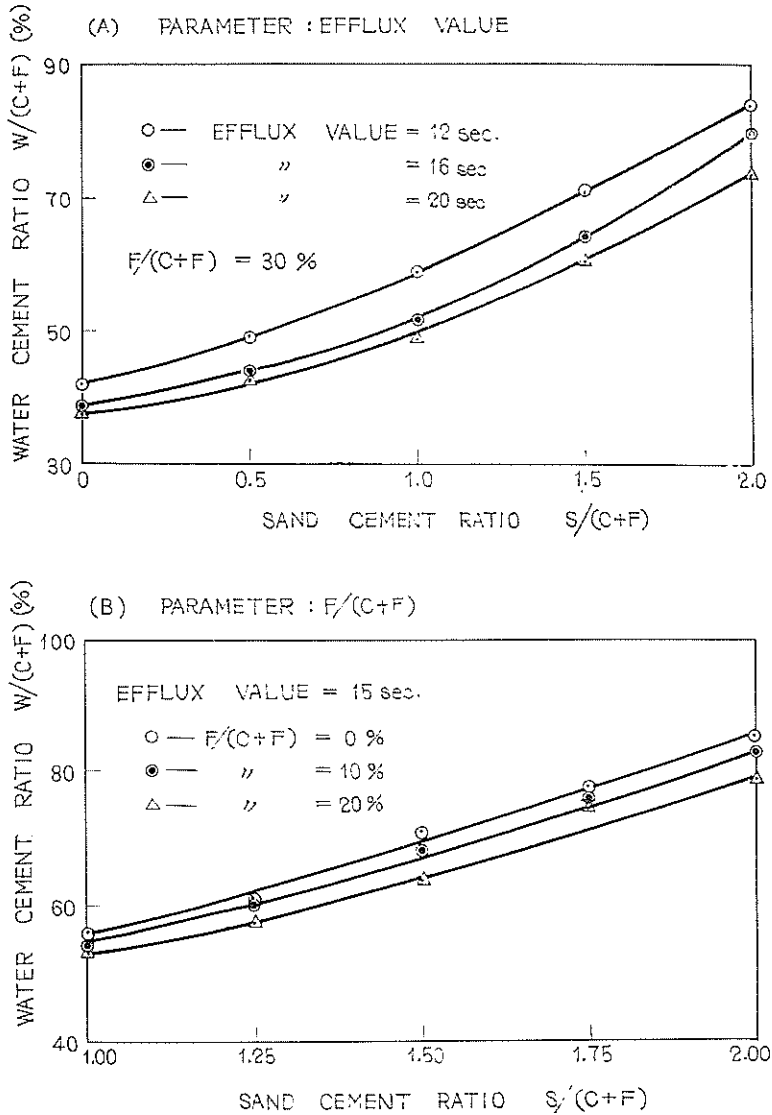 (A) PARAMETER : EFFLUX VALUE
WATER CEMENT RATIO W/(C+F) (%)
90
70
50
30
EFFLUX VALUE = 12 sec.
〃 = 16 sec
〃 = 20 sec
F/(C+F) = 30 %
0 0.5 1.0 1.5 2.0
SAND CEMENT RATIO S/(C+F)
(B) PARAMETER : F/(C+F)
WATER CEMENT RATIO W/(C+F) (%)
100
80
60
40
EFFLUX VALUE = 15 sec.
F/(C+F) = 0 %
〃 = 10 %
〃 = 20 %
1.00 1.25 1.50 1.75 2.00
SAND CEMENT RATIO S/(C+F)